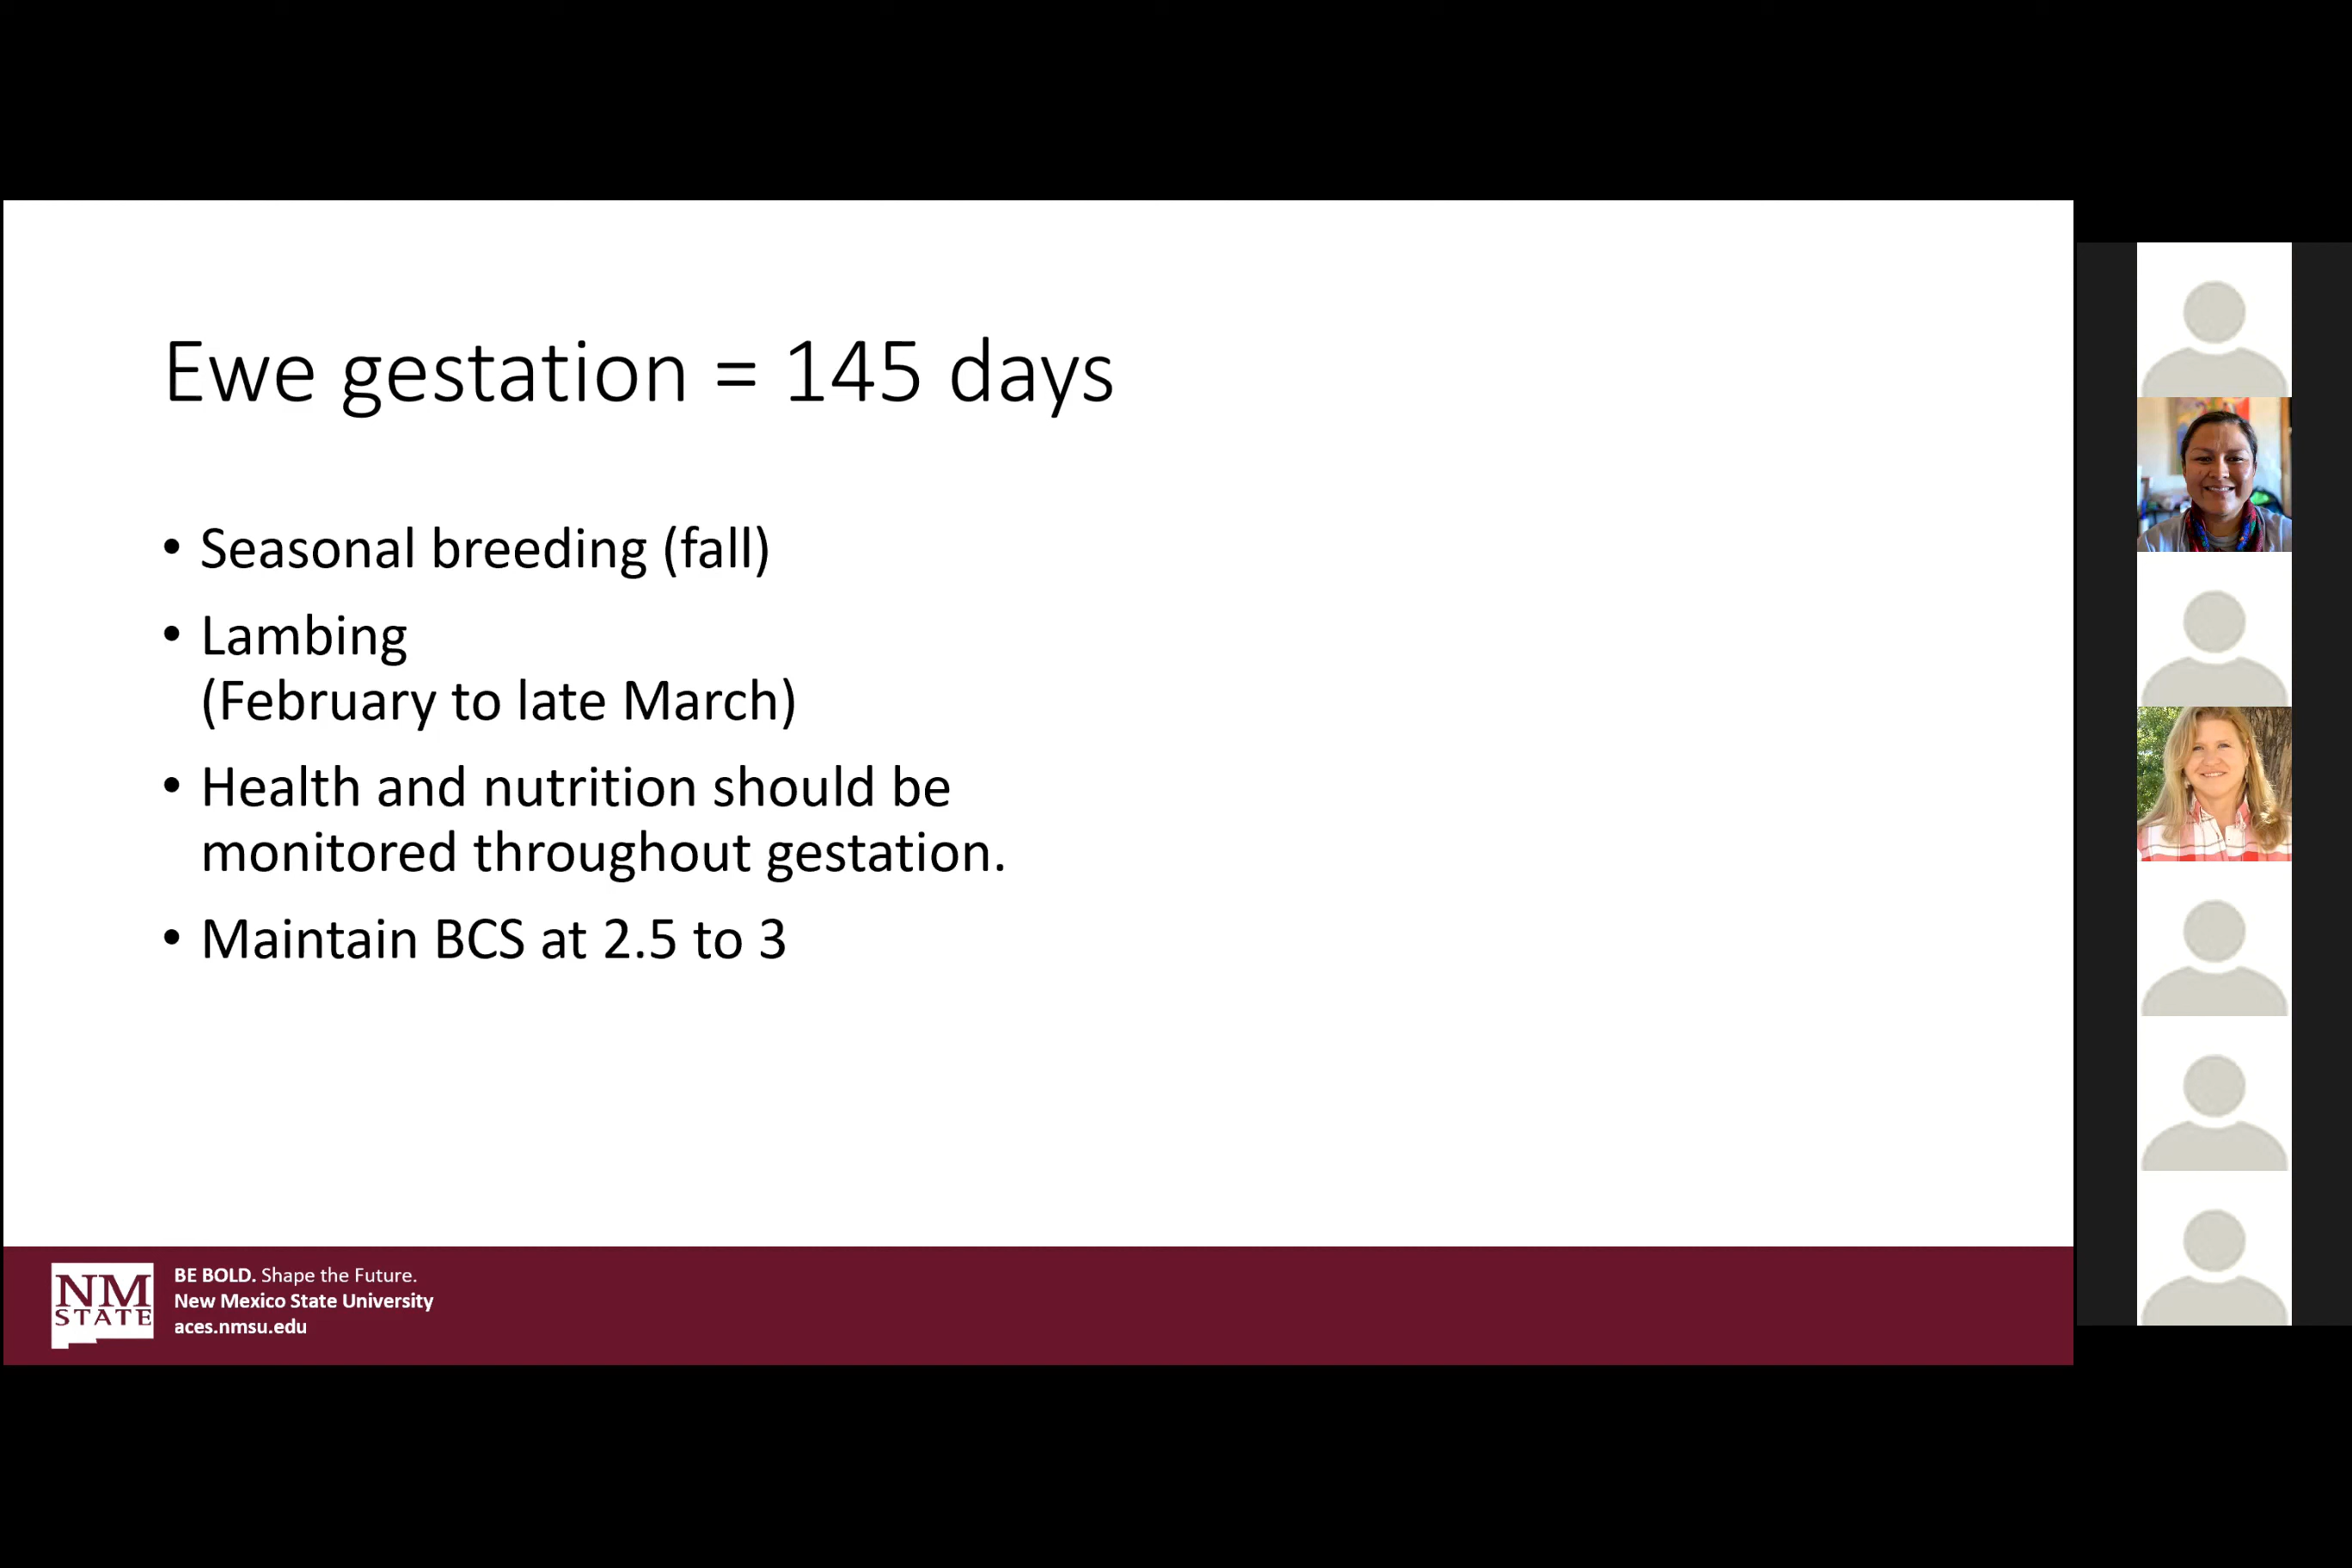 Ewe gestation = 145 days
• Seasonal breeding (fall)
• Lambing
(February to late March)
• Health and nutrition should be
monitored throughout gestation.
• Maintain BCS at 2.5 to 3
NM
STATE
BE BOLD. Shape the Future.
New Mexico State University
aces.nmsu.edu